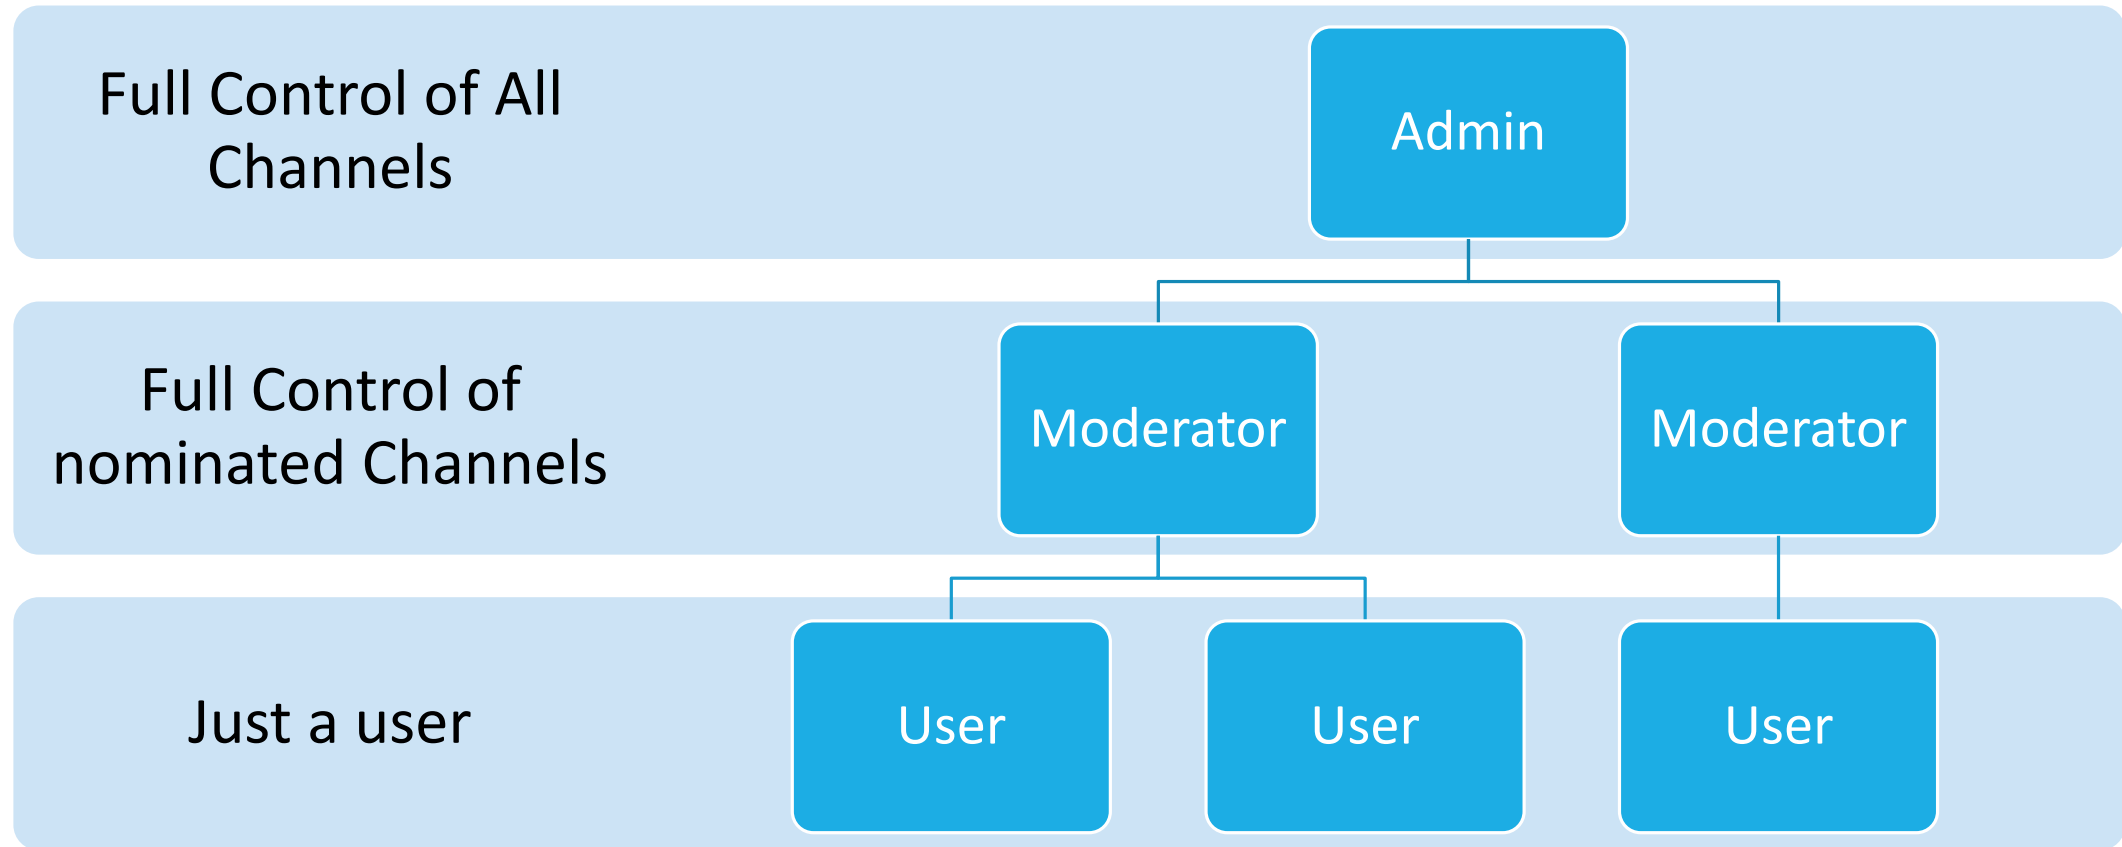 Full Control of All
Channels
Admin
Full Control of
nominated Channels
Moderator
Moderator
Just a user
User
User
User